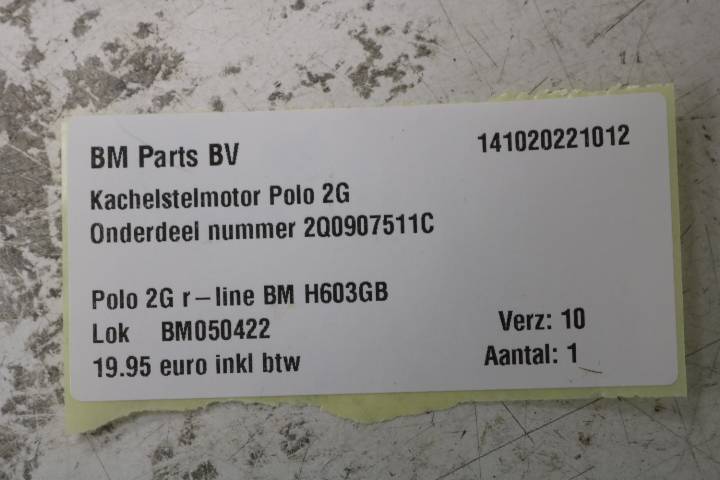 BM Parts BV 141020221012
Kachelstelmotor Polo 2G
Onderdeel nummer 2Q0907511C
Polo 2G r-line BM H603GB
Lok BM050422 Verz: 10
19.95 euro inkl btw Aantal: 1